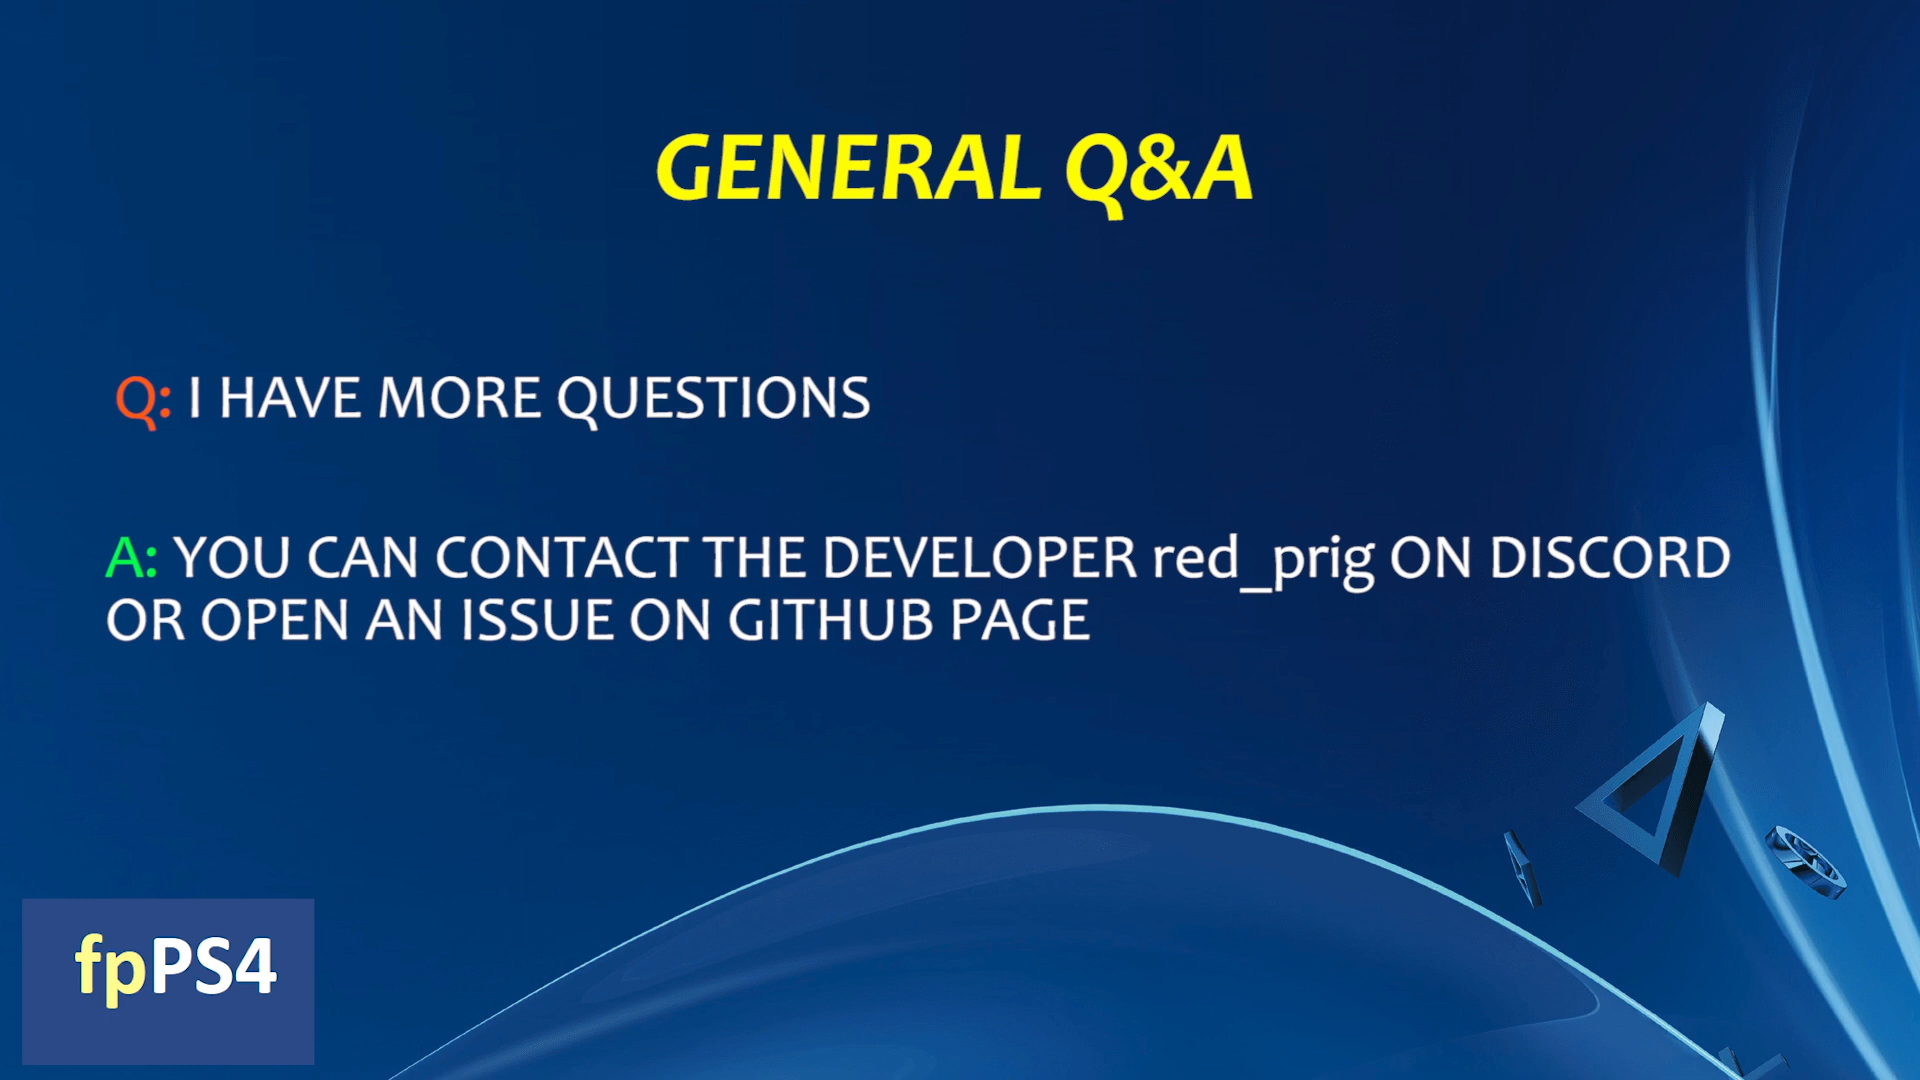 GENERAL Q&A
Q: I HAVE MORE QUESTIONS
A: YOU CAN CONTACT THE DEVELOPER red_prig ON DISCORD
OR OPEN AN ISSUE ON GITHUB PAGE
fpPS4